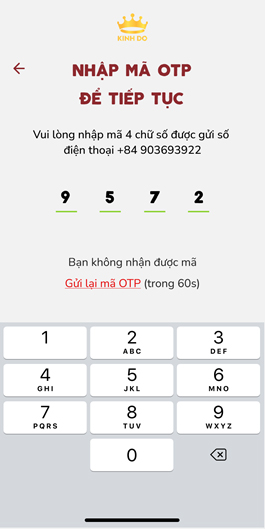 KINH DO
NHẬP MÃ OTP
ĐỂ TIẾP TỤC
Vui lòng nhập mã 4 chữ số được gửi số
điện thoại +84 903693922
9 5 7 2
Bạn không nhận được mã
Gửi lại mã OTP (trong 60s)
1 2 3
ABC DEF
4 5 6
GHI JKL MNO
7 8 9
PQRS TUV WXYZ
0